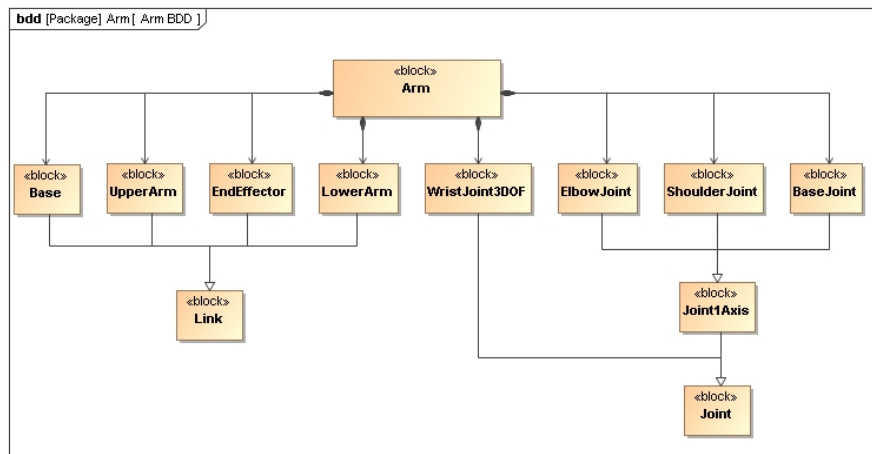 bdd [Package] Arm [ Arm BDD ]
«block»
Arm
«block»
Base
«block»
UpperArm
«block»
EndEffector
«block»
LowerArm
«block»
WristJoint3DOF
«block»
ElbowJoint
«block»
ShoulderJoint
«block»
BaseJoint
«block»
Link
«block»
Joint1Axis
«block»
Joint